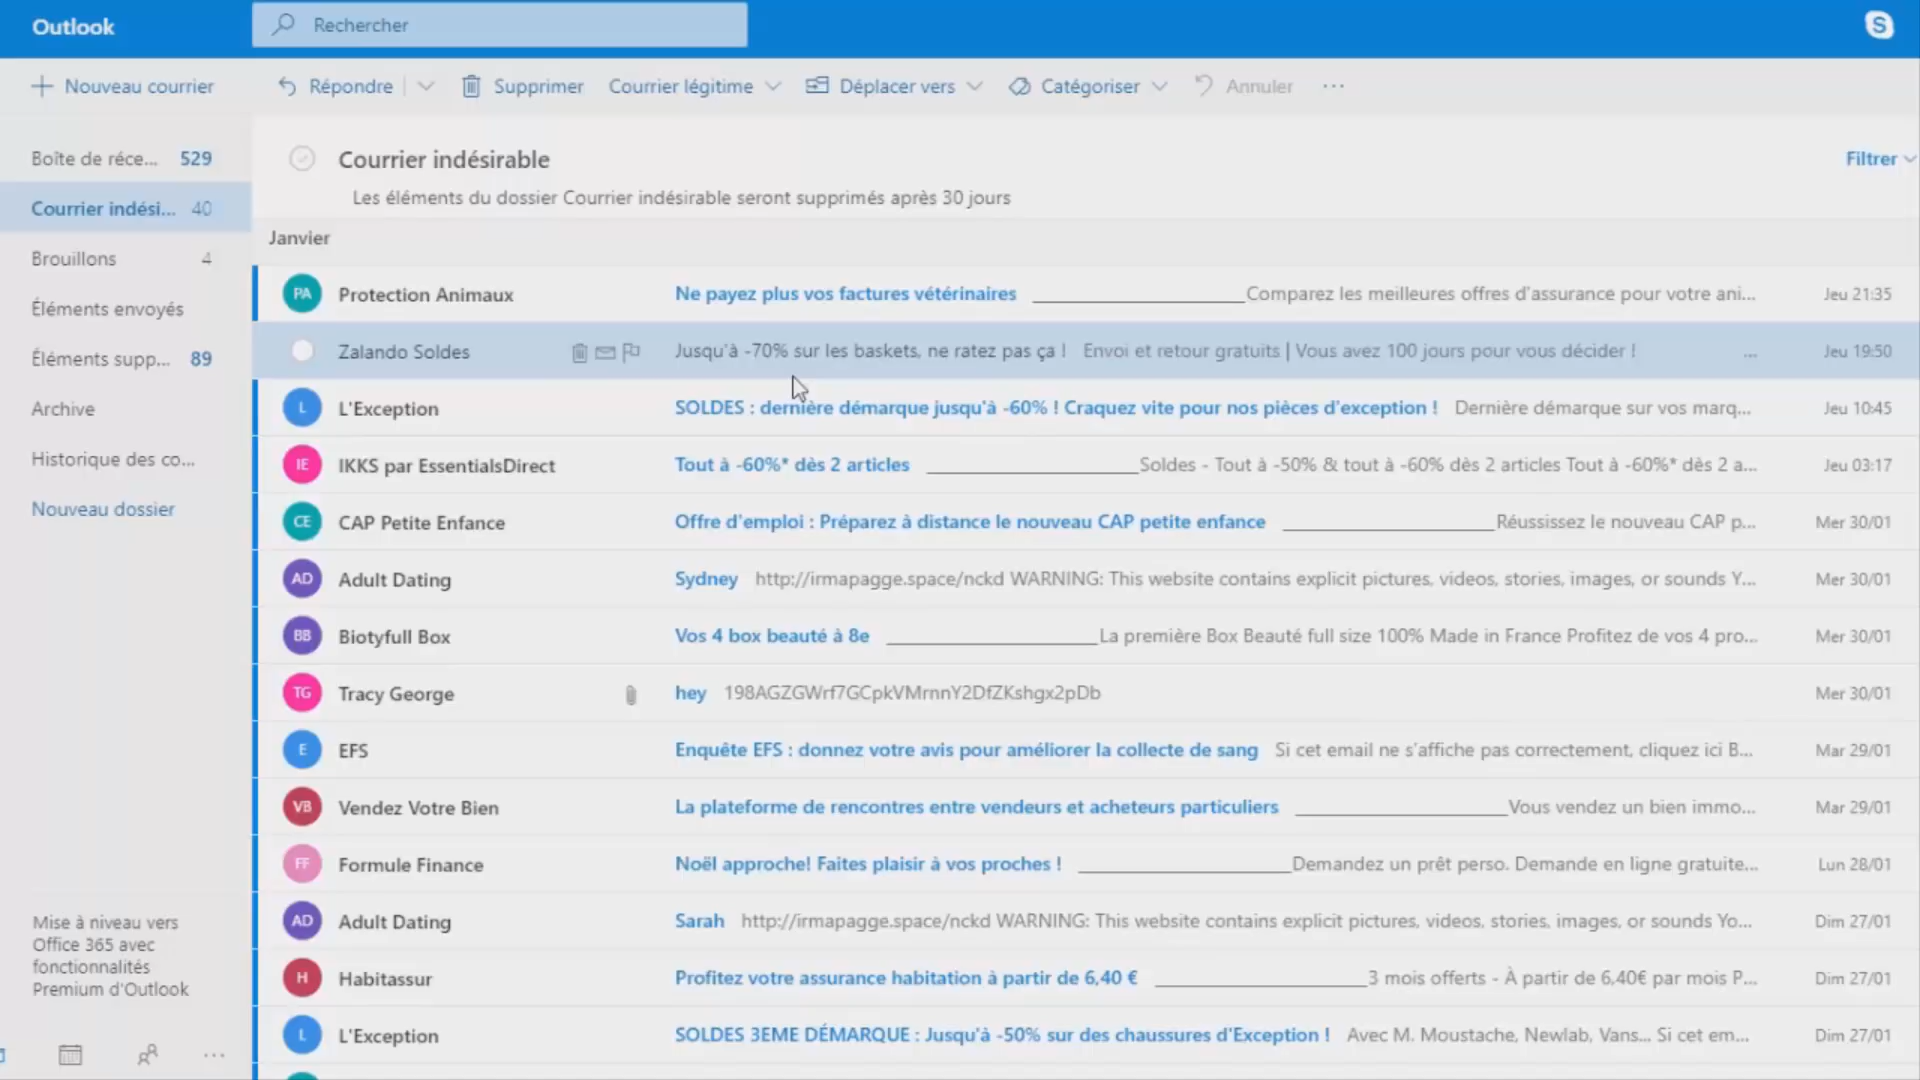 Outlook
Rechercher
S
Nouveau courrier
Répondre
Supprimer
Courrier légitime
Déplacer vers
Catégoriser
Annuler
...
Boîte de réce... 529
Courrier indési... 40
Brouillons 4
Éléments envoyés
Éléments supp... 89
Archive
Historique des co...
Nouveau dossier
Mise à niveau vers
Office 365 avec
fonctionnalités
Premium d'Outlook
...
Courrier indésirable
Filtrer
Les éléments du dossier Courrier indésirable seront supprimés après 30 jours
Janvier
PA Protection Animaux Ne payez plus vos factures vétérinaires ____________________Comparez les meilleures offres d'assurance pour votre ani... Jeu 21:35
Zalando Soldes Jusqu'à -70% sur les baskets, ne ratez pas ça ! Envoi et retour gratuits | Vous avez 100 jours pour vous décider ! ... Jeu 19:50
L L'Exception SOLDES : dernière démarque jusqu'à -60% ! Craquez vite pour nos pièces d'exception ! Dernière démarque sur vos marq... Jeu 10:45
IE IKKS par EssentialsDirect Tout à -60%* dès 2 articles ____________________Soldes - Tout à -50% & tout à -60% dès 2 articles Tout à -60%* dès 2 a... Jeu 03:17
CE CAP Petite Enfance Offre d'emploi : Préparez à distance le nouveau CAP petite enfance ____________________Réussissez le nouveau CAP p... Mer 30/01
AD Adult Dating Sydney http://irmapagge.space/nckd WARNING: This website contains explicit pictures, videos, stories, images, or sounds Y... Mer 30/01
BB Biotyfull Box Vos 4 box beauté à 8e ____________________La première Box Beauté full size 100% Made in France Profitez de vos 4 pro... Mer 30/01
TG Tracy George hey 198AGZGWrf7GCpkVMrnnY2DfZKshgx2pDb Mer 30/01
E EFS Enquête EFS : donnez votre avis pour améliorer la collecte de sang Si cet email ne s'affiche pas correctement, cliquez ici B... Mar 29/01
VB Vendez Votre Bien La plateforme de rencontres entre vendeurs et acheteurs particuliers ____________________Vous vendez un bien immo... Mar 29/01
FF Formule Finance Noël approche! Faites plaisir à vos proches ! ____________________Demandez un prêt perso. Demande en ligne gratuite... Lun 28/01
AD Adult Dating Sarah http://irmapagge.space/nckd WARNING: This website contains explicit pictures, videos, stories, images, or sounds Yo... Dim 27/01
H Habitassur Profitez votre assurance habitation à partir de 6,40 € ____________________3 mois offerts - À partir de 6,40€ par mois P... Dim 27/01
L L'Exception SOLDES 3EME DÉMARQUE : Jusqu'à -50% sur des chaussures d'Exception ! Avec M. Moustache, Newlab, Vans... Si cet em... Dim 27/01